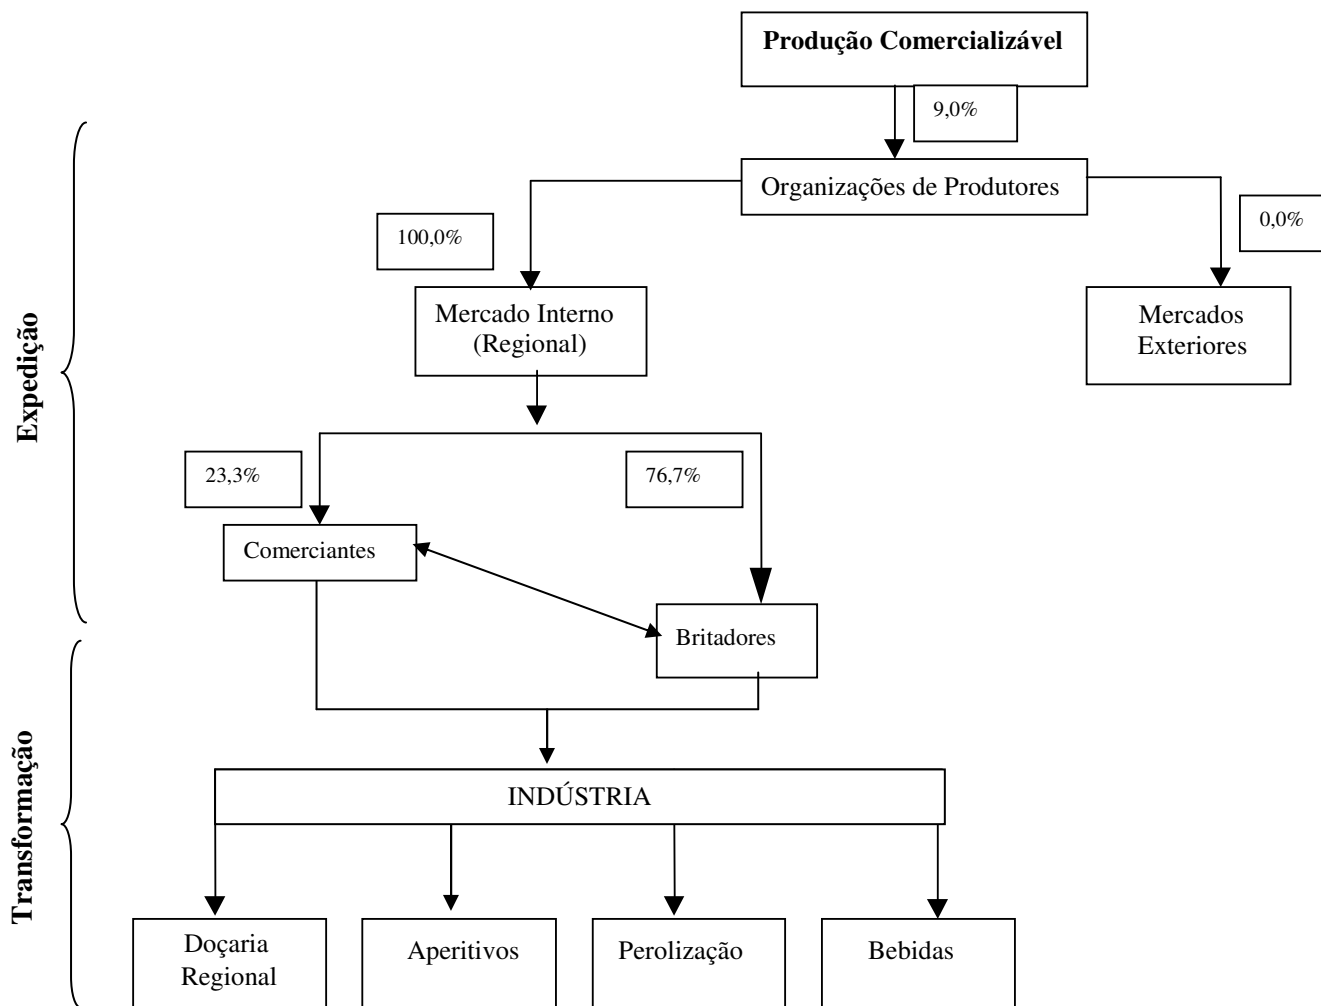 Produção Comercializável
9,0%
Organizações de Produtores
100,0%
0,0%
Mercado Interno
(Regional)
Mercados
Exteriores
Expedição
23,3%
76,7%
Comerciantes
Britadores
Transformação
INDÚSTRIA
Doçaria
Regional
Aperitivos
Perolização
Bebidas